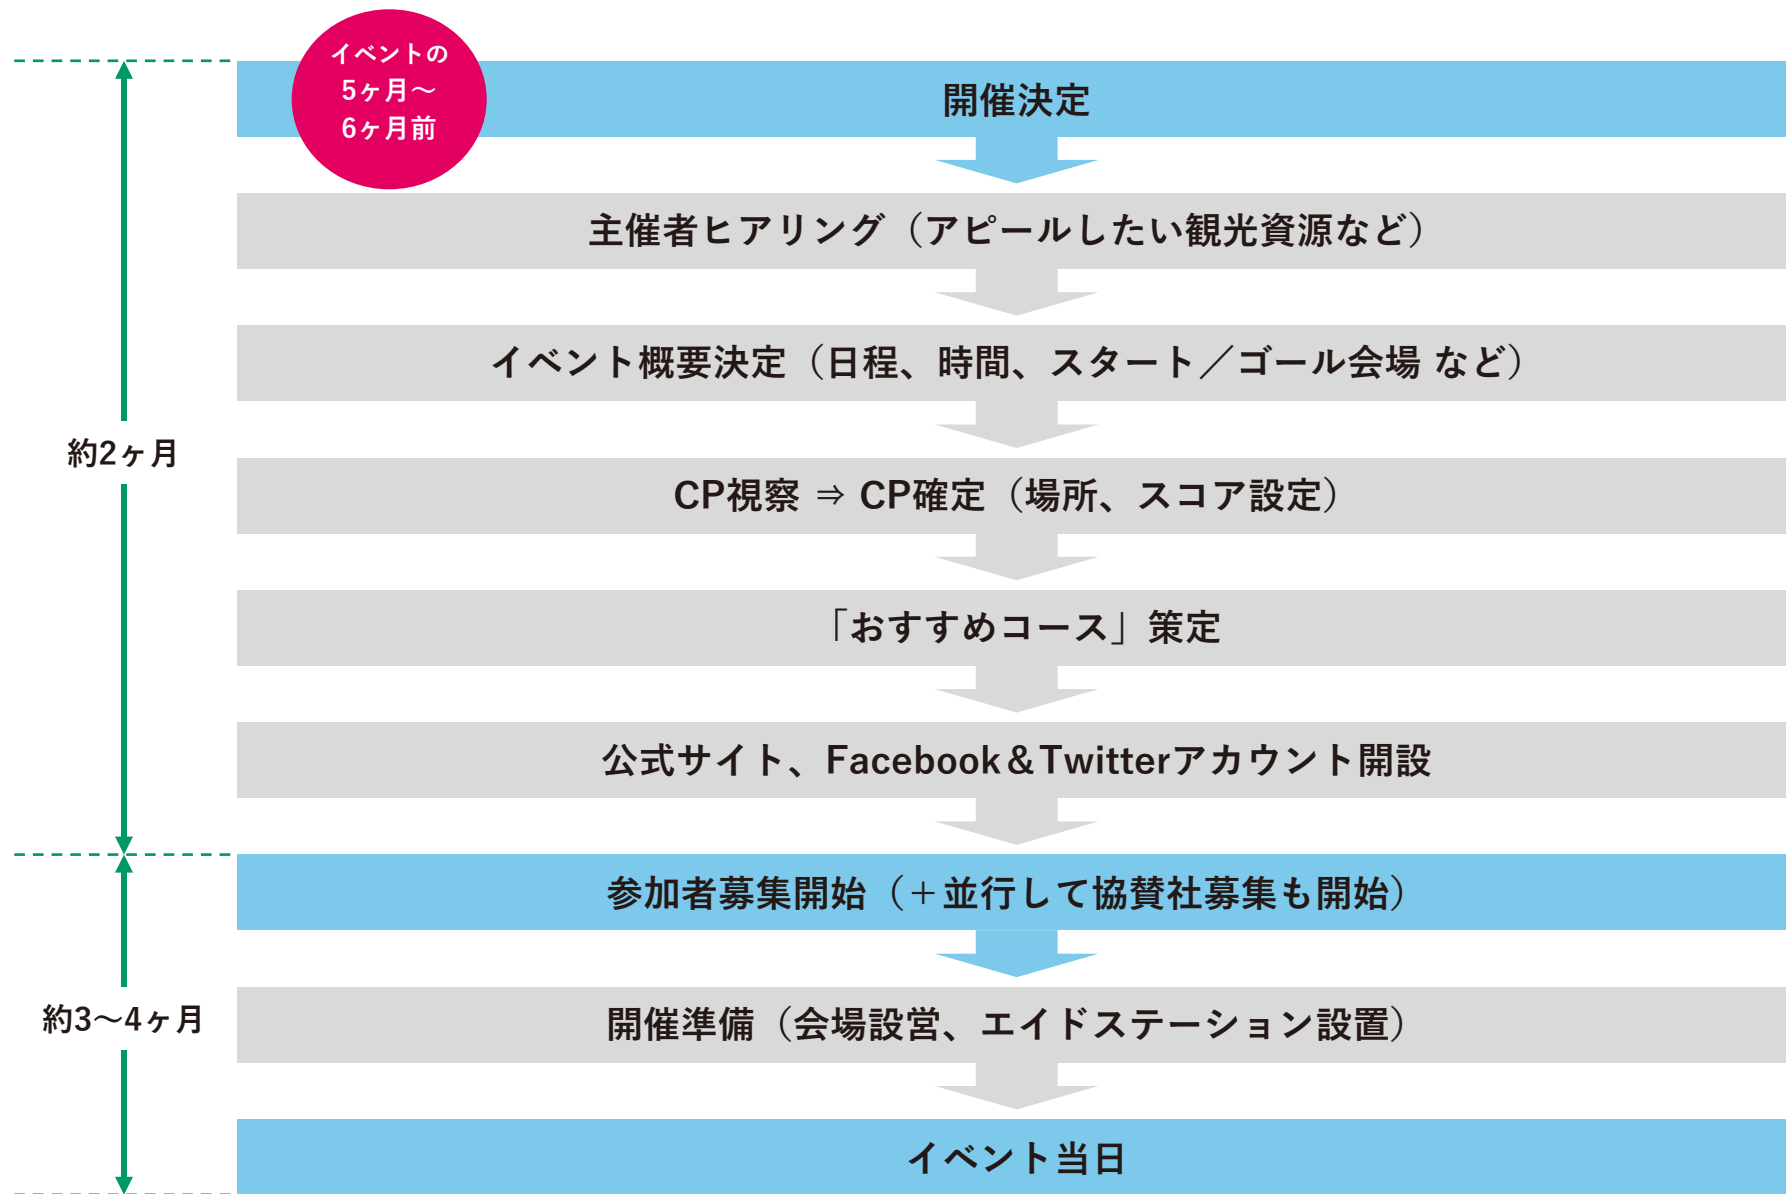 イベントの
5ヶ月〜
6ヶ月前
開催決定
主催者ヒアリング（アピールしたい観光資源など）
イベント概要決定（日程、時間、スタート／ゴール会場 など）
約2ヶ月
CP視察 ⇒ CP確定（場所、スコア設定）
「おすすめコース」策定
公式サイト、Facebook＆Twitterアカウント開設
参加者募集開始（＋並行して協賛社募集も開始）
約3〜4ヶ月
開催準備（会場設営、エイドステーション設置）
イベント当日